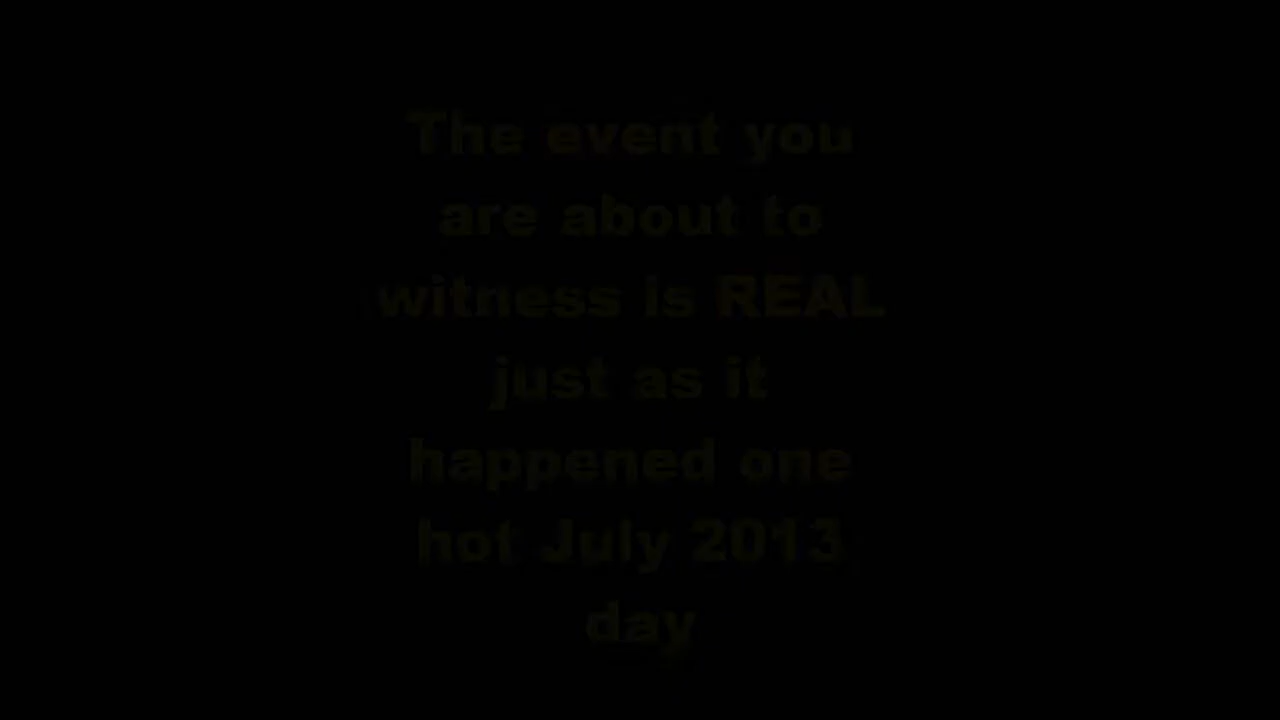 The event you
are about to
witness is REAL
just as it
happened one
hot July 2013
day